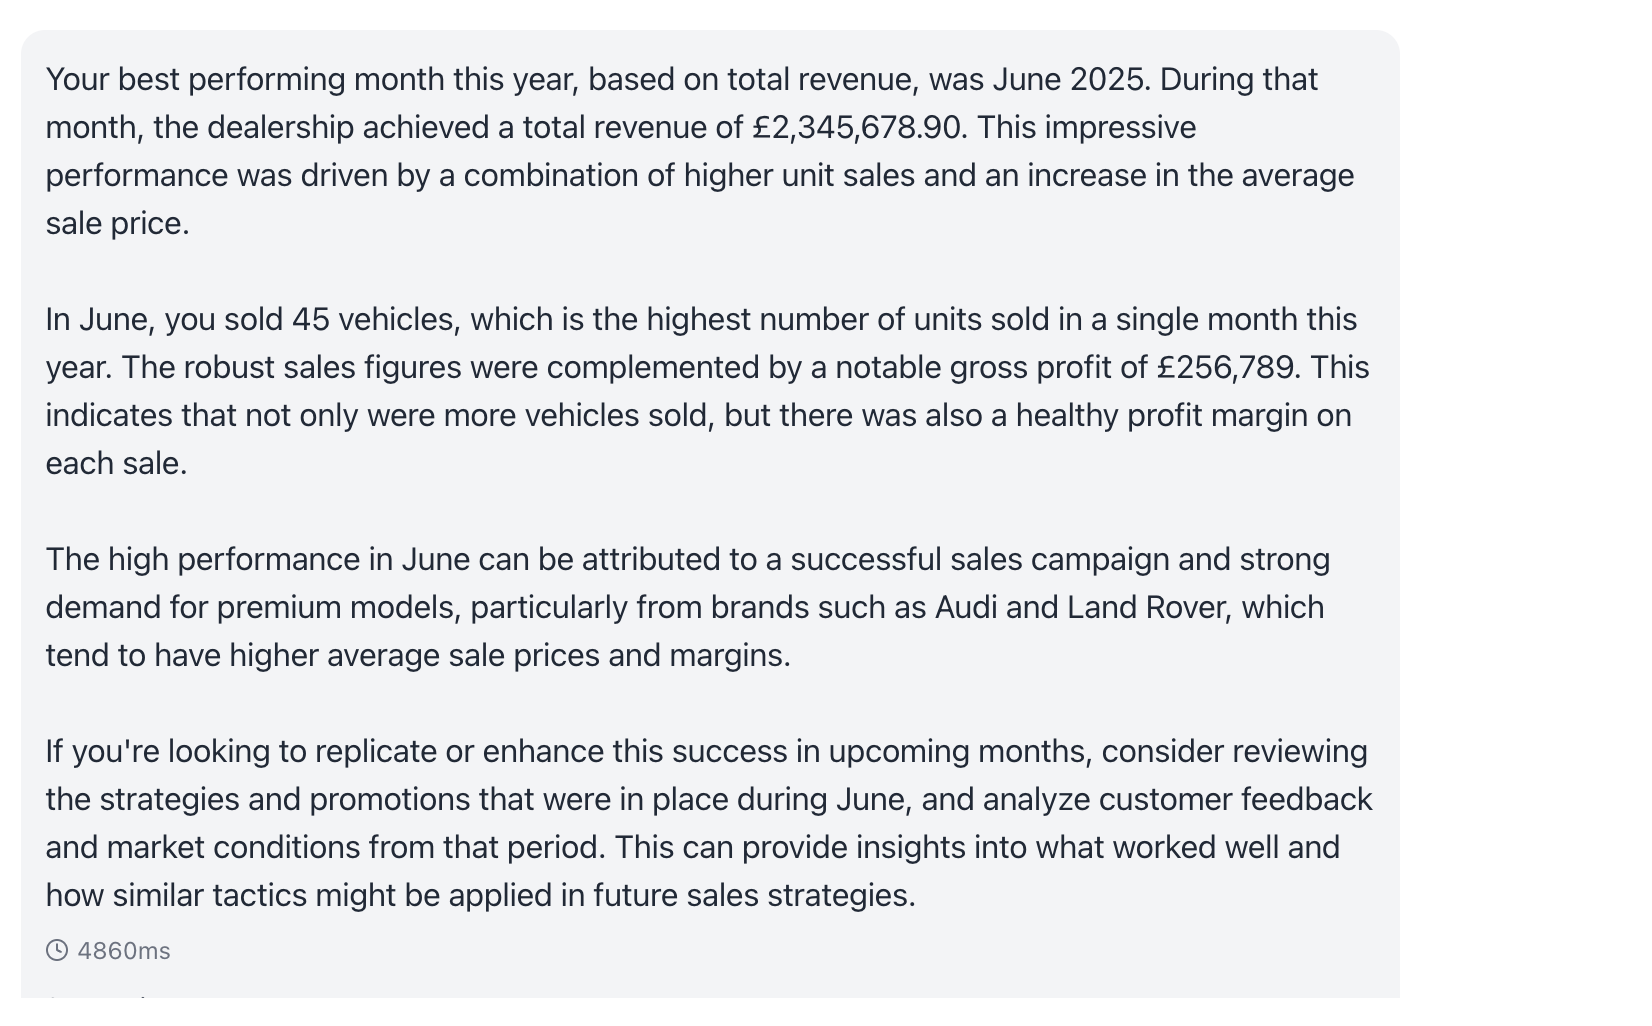 Your best performing month this year, based on total revenue, was June 2025. During that
month, the dealership achieved a total revenue of £2,345,678.90. This impressive
performance was driven by a combination of higher unit sales and an increase in the average
sale price.
In June, you sold 45 vehicles, which is the highest number of units sold in a single month this
year. The robust sales figures were complemented by a notable gross profit of £256,789. This
indicates that not only were more vehicles sold, but there was also a healthy profit margin on
each sale.
The high performance in June can be attributed to a successful sales campaign and strong
demand for premium models, particularly from brands such as Audi and Land Rover, which
tend to have higher average sale prices and margins.
If you're looking to replicate or enhance this success in upcoming months, consider reviewing
the strategies and promotions that were in place during June, and analyze customer feedback
and market conditions from that period. This can provide insights into what worked well and
how similar tactics might be applied in future sales strategies.
4860ms